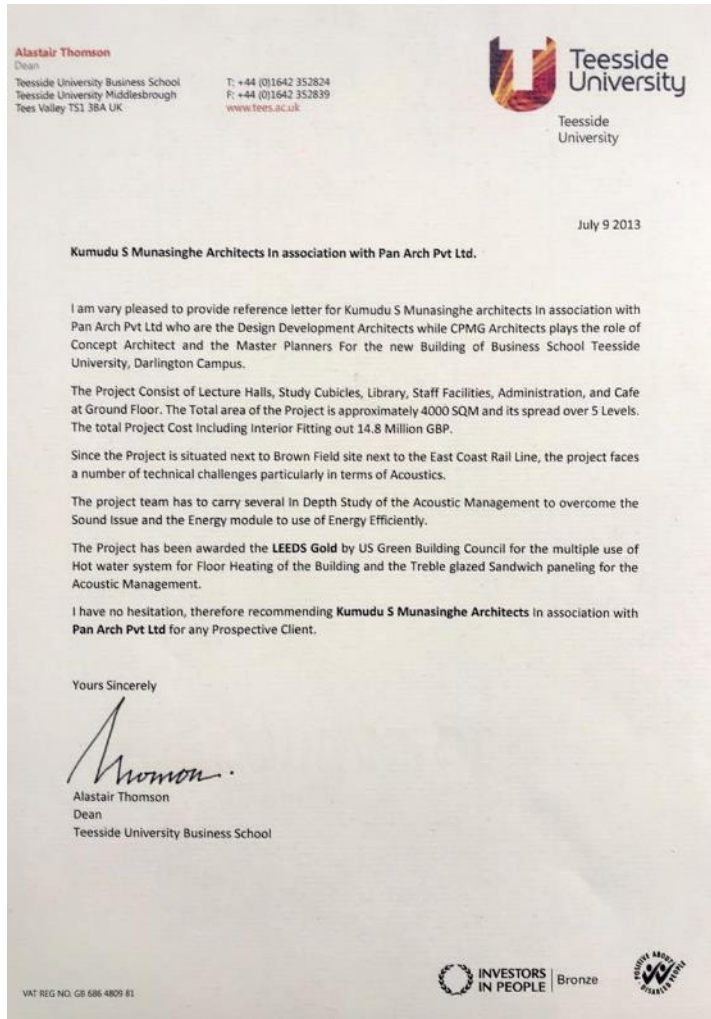 Alastair Thomson
Dean
Teesside University Business School
Teesside University Middlesbrough
Tees Valley TS1 3BA UK
T: +44 (0)1642 352824
F: +44 (0)1642 352839
www.tees.ac.uk
Teesside
University
Teesside
University
July 9 2013
Kumudu S Munasinghe Architects In association with Pan Arch Pvt Ltd.
I am vary pleased to provide reference letter for Kumudu S Munasinghe architects In association with
Pan Arch Pvt Ltd who are the Design Development Architects while CPMG Architects plays the role of
Concept Architect and the Master Planners For the new Building of Business School Teesside
University, Darlington Campus.
The Project Consist of Lecture Halls, Study Cubicles, Library, Staff Facilities, Administration, and Cafe
at Ground Floor. The Total area of the Project is approximately 4000 SQM and its spread over 5 Levels.
The total Project Cost Including Interior Fitting out 14.8 Million GBP.
Since the Project is situated next to Brown Field site next to the East Coast Rail Line, the project faces
a number of technical challenges particularly in terms of Acoustics.
The project team has to carry several In Depth Study of the Acoustic Management to overcome the
Sound Issue and the Energy module to use of Energy Efficiently.
The Project has been awarded the LEEDS Gold by US Green Building Council for the multiple use of
Hot water system for Floor Heating of the Building and the Treble glazed Sandwich paneling for the
Acoustic Management.
I have no hesitation, therefore recommending Kumudu S Munasinghe Architects In association with
Pan Arch Pvt Ltd for any Prospective Client.
Yours Sincerely
Thomson.
Alastair Thomson
Dean
Teesside University Business School
VAT REG NO. GB 686 4809 81
INVESTORS
IN PEOPLE
Bronze
POSITIVE ABOUT
DISABLED PEOPLE